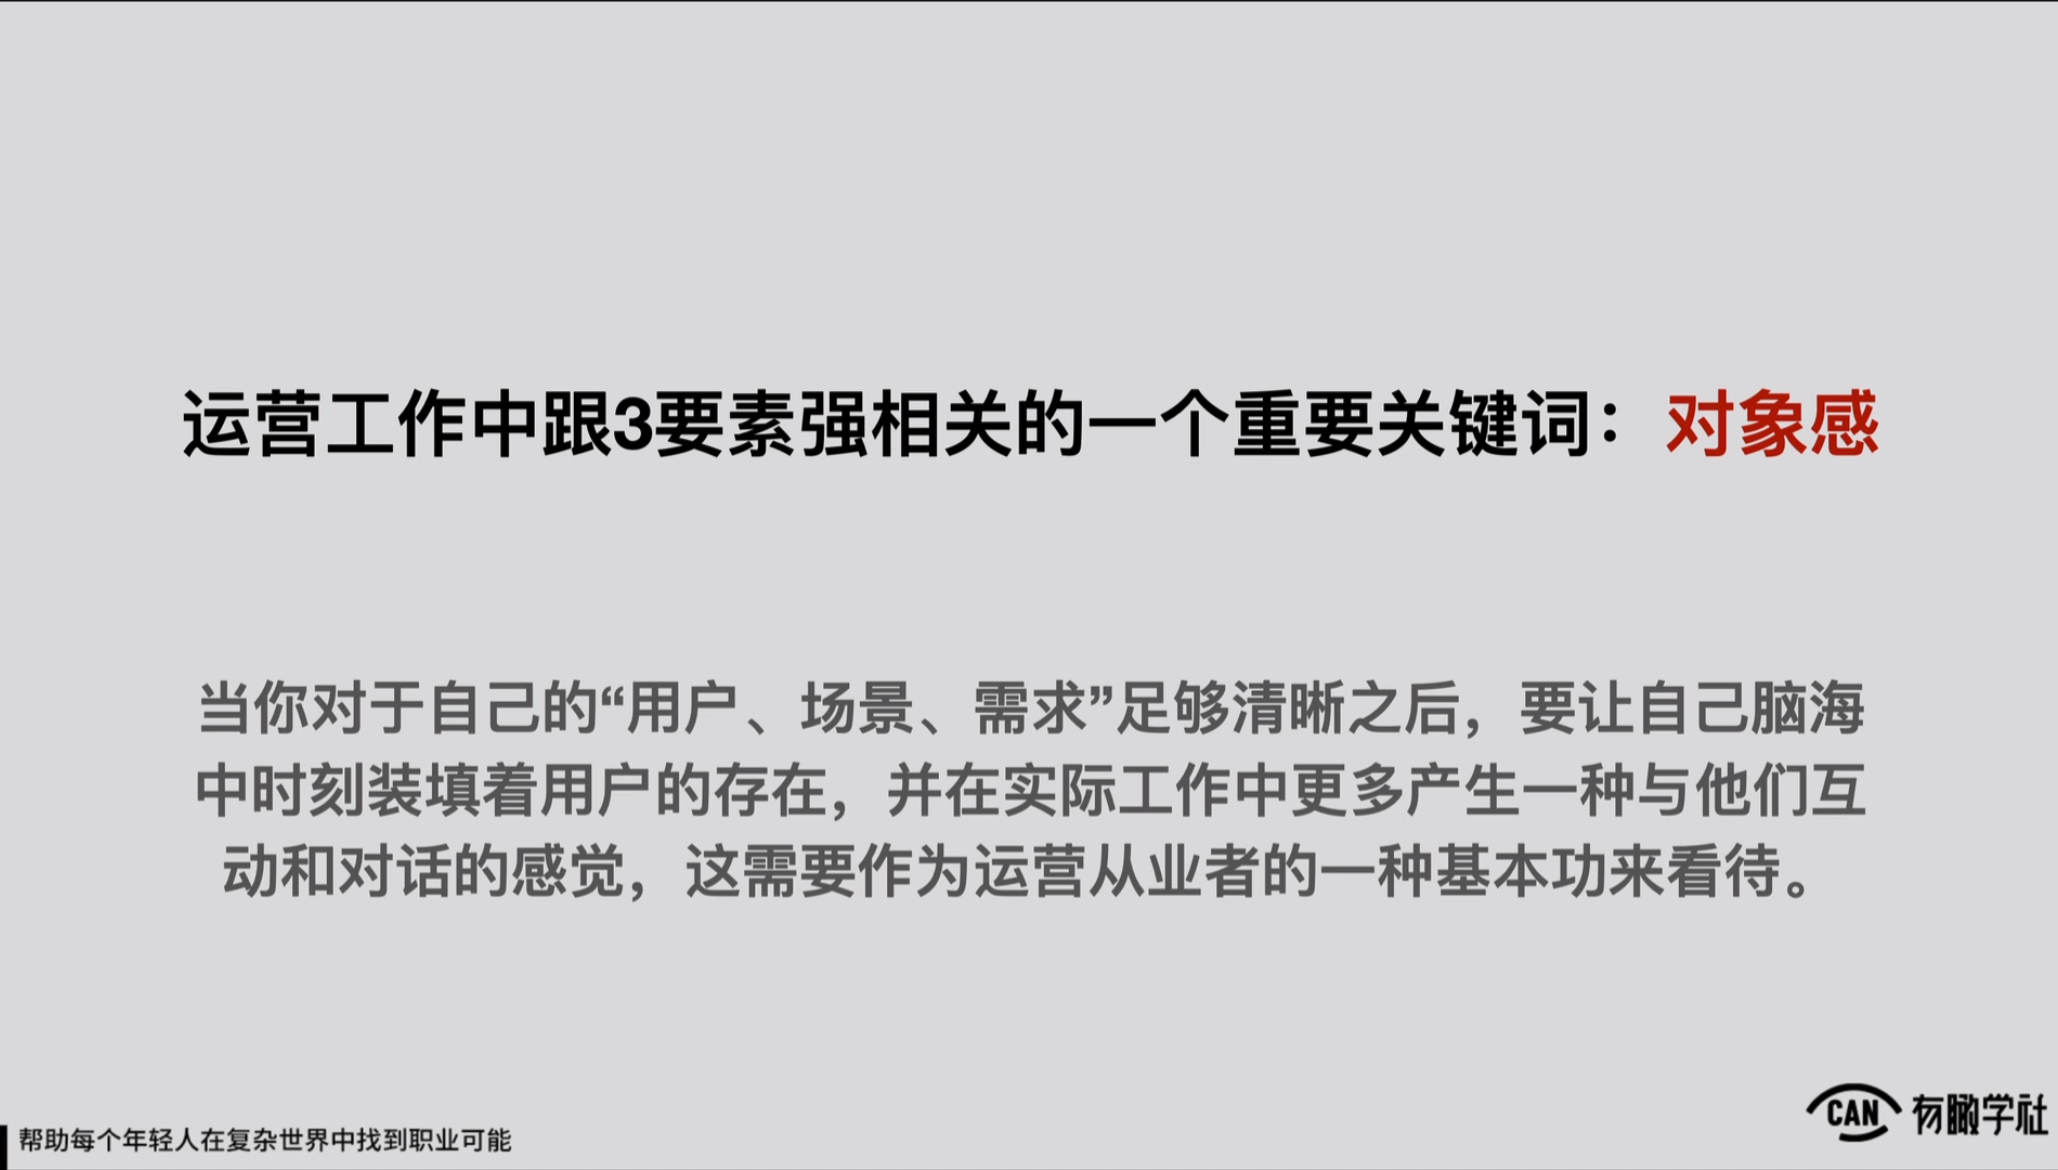 运营工作中跟3要素强相关的一个重要关键词：对象感
当你对于自己的“用户、场景、需求”足够清晰之后，要让自己脑海
中时刻装填着用户的存在，并在实际工作中更多产生一种与他们互
动和对话的感觉，这需要作为运营从业者的一种基本功来看待。
CAN 有瞰学社
帮助每个年轻人在复杂世界中找到职业可能